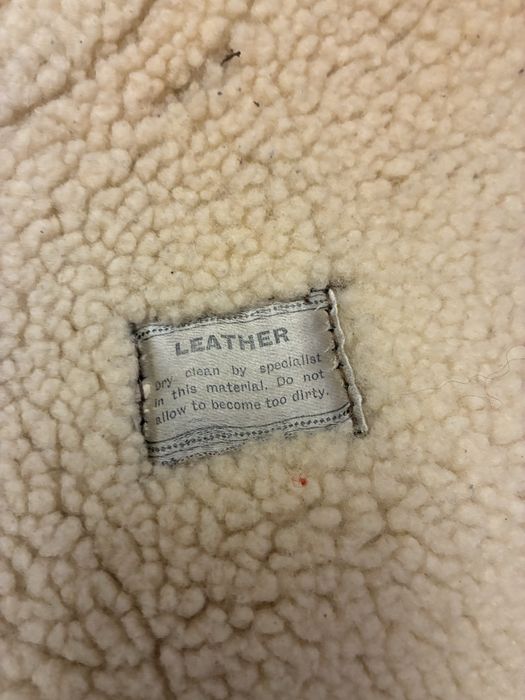 LEATHER
Dry clean by specialist
in this material. Do not
allow to become too dirty.